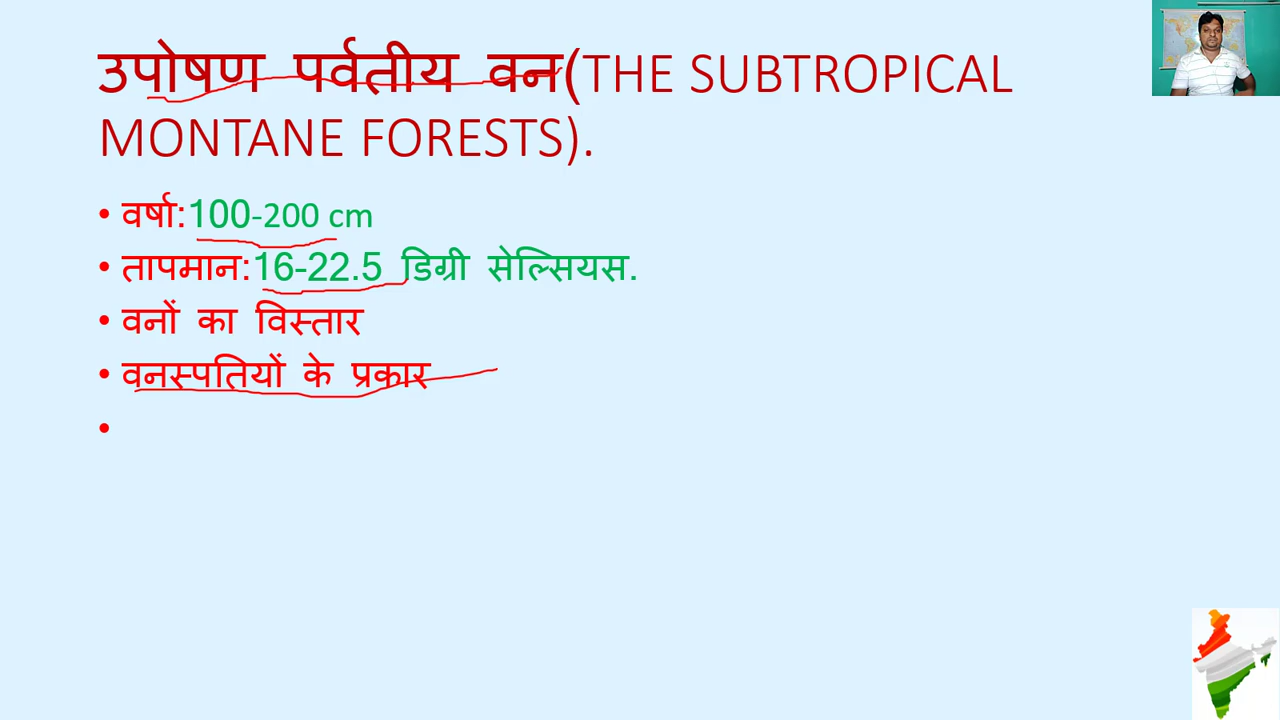 उपोषण पर्वतीय वन(THE SUBTROPICAL
MONTANE FORESTS).
• वर्षा:100-200 cm
• तापमान:16-22.5 डिग्री सेल्सियस.
• वनों का विस्तार
• वनस्पतियों के प्रकार
•